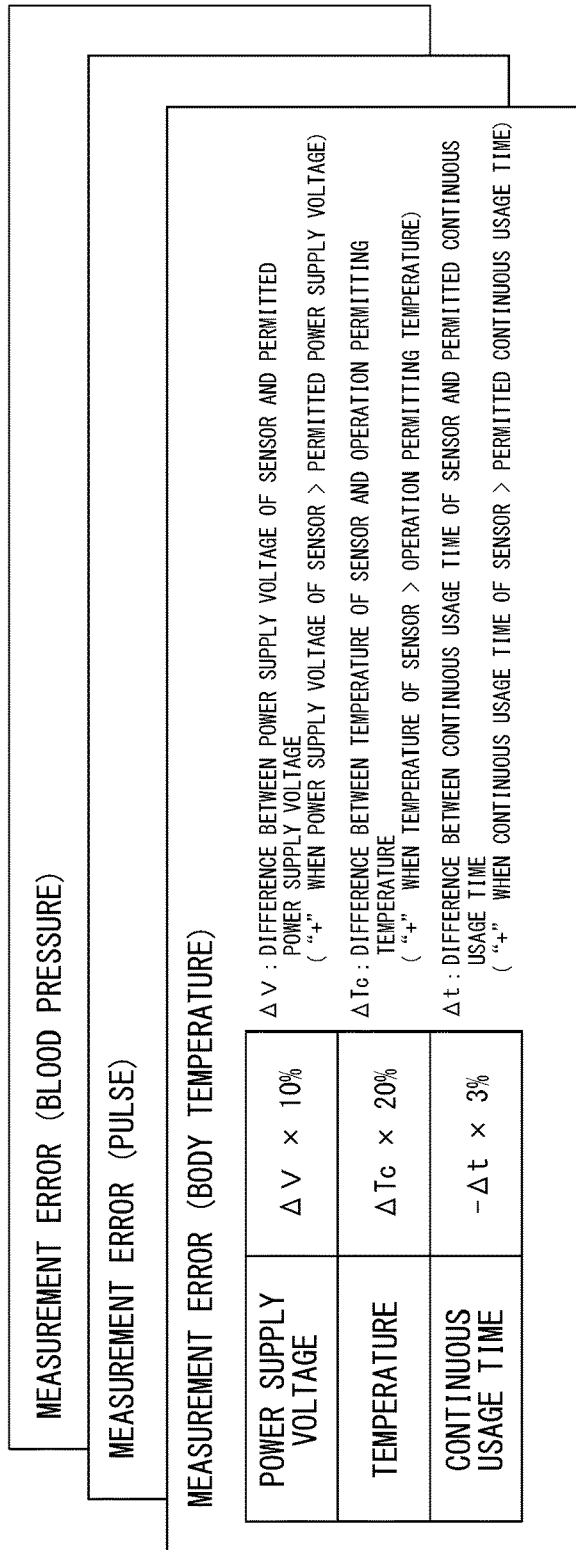 MEASUREMENT ERROR (BLOOD PRESSURE)
MEASUREMENT ERROR (PULSE)
MEASUREMENT ERROR (BODY TEMPERATURE)
POWER SUPPLY
VOLTAGE
ΔV × 10%
TEMPERATURE
ΔTc × 20%
CONTINUOUS
USAGE TIME
-Δt × 3%
ΔV : DIFFERENCE BETWEEN POWER SUPPLY VOLTAGE OF SENSOR AND PERMITTED
POWER SUPPLY VOLTAGE
( “+” WHEN POWER SUPPLY VOLTAGE OF SENSOR > PERMITTED POWER SUPPLY VOLTAGE)
ΔTc : DIFFERENCE BETWEEN TEMPERATURE OF SENSOR AND OPERATION PERMITTING
TEMPERATURE
( “+” WHEN TEMPERATURE OF SENSOR > OPERATION PERMITTING TEMPERATURE)
Δt : DIFFERENCE BETWEEN CONTINUOUS USAGE TIME OF SENSOR AND PERMITTED CONTINUOUS
USAGE TIME
( “+” WHEN CONTINUOUS USAGE TIME OF SENSOR > PERMITTED CONTINUOUS USAGE TIME)